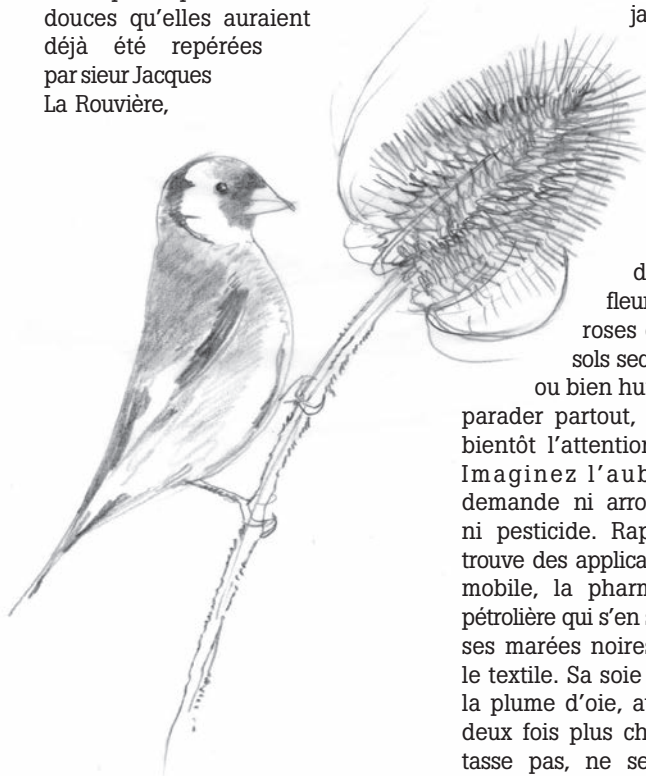 douces qu'elles auraient
déjà été repérées
par sieur Jacques
La Rouvière,
ja
d
fleur
roses
sols sec
ou bien hu
parader partout,
bientôt l'attention
Imaginez l'aub
demande ni arro
ni pesticide. Rap
trouve des applica
mobile, la pharm
pétrolière qui s'en s
ses marées noires
le textile. Sa soie
la plume d'oie, a
deux fois plus ch
tasse pas, ne se